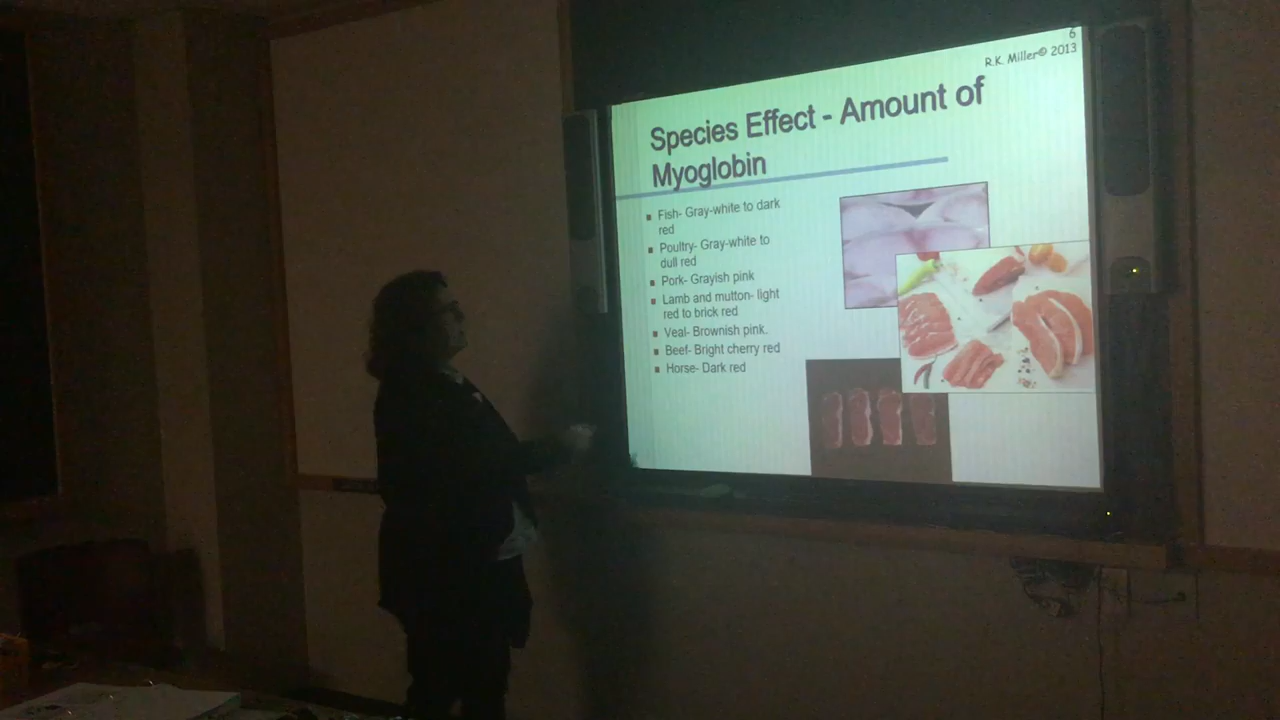 6
R.K. Miller© 2013
Species Effect - Amount of
Myoglobin
Fish- Gray-white to dark
red
Poultry- Gray-white to
dull red
Pork- Grayish pink
Lamb and mutton- light
red to brick red
Veal- Brownish pink.
Beef- Bright cherry red
Horse- Dark red